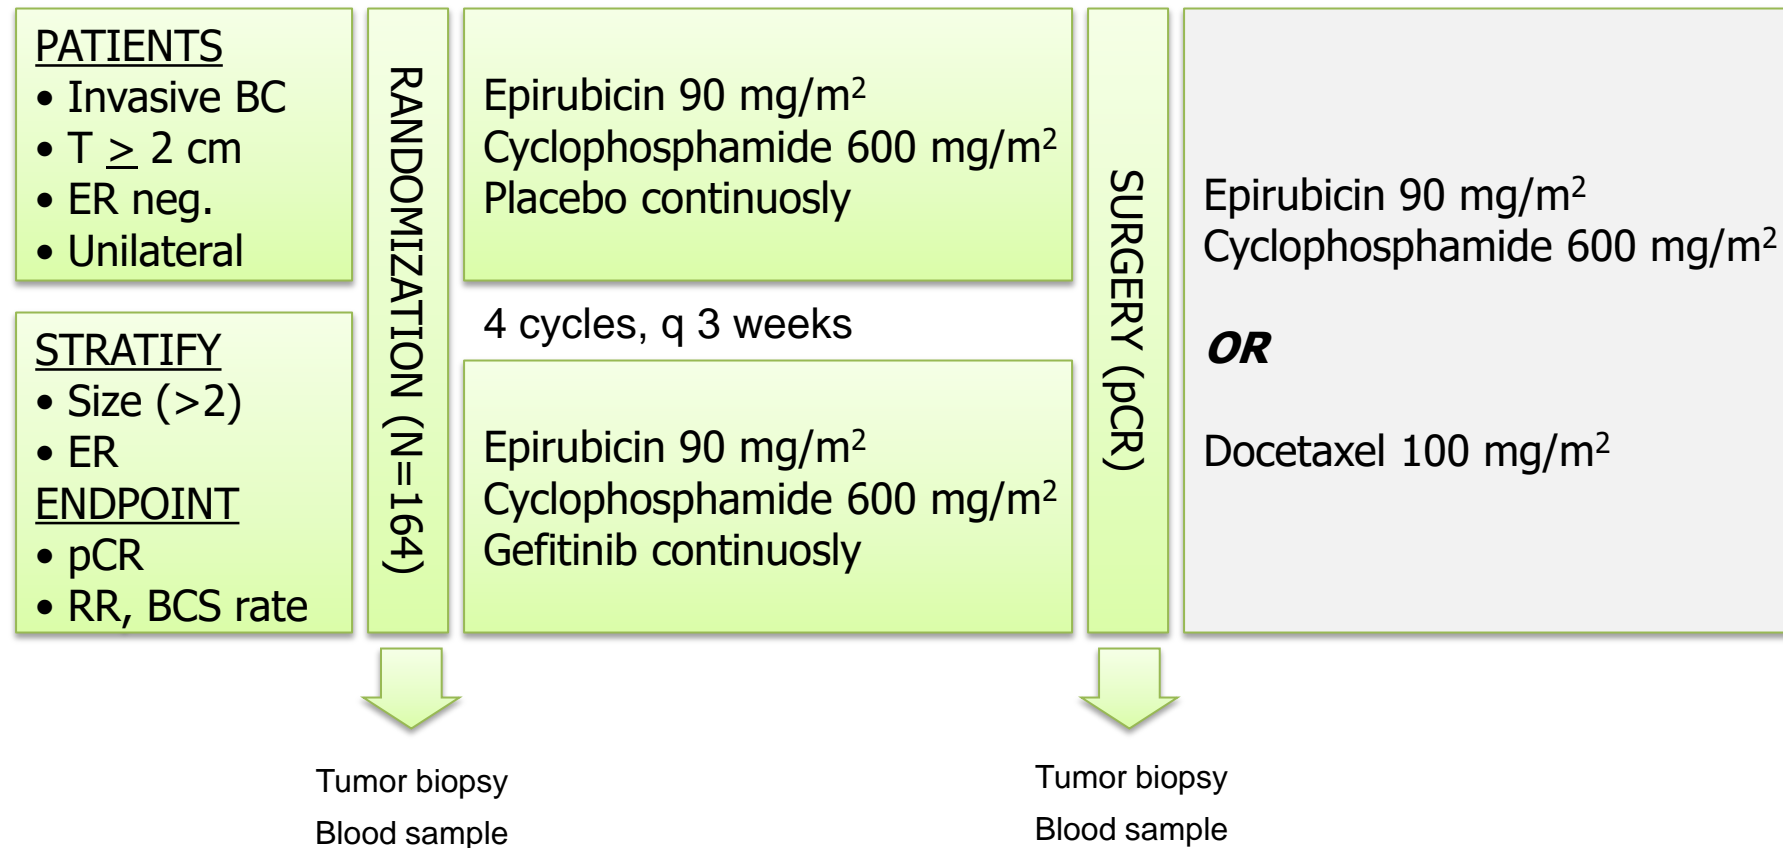 PATIENTS
• Invasive BC
• T ≥ 2 cm
• ER neg.
• Unilateral
STRATIFY
• Size (>2)
• ER
ENDPOINT
• pCR
• RR, BCS rate
RANDOMIZATION (N=164)
Epirubicin 90 mg/m²
Cyclophosphamide 600 mg/m²
Placebo continuosly
4 cycles, q 3 weeks
Epirubicin 90 mg/m²
Cyclophosphamide 600 mg/m²
Gefitinib continuosly
SURGERY (pCR)
Epirubicin 90 mg/m²
Cyclophosphamide 600 mg/m²
OR
Docetaxel 100 mg/m²
Tumor biopsy
Blood sample
Tumor biopsy
Blood sample